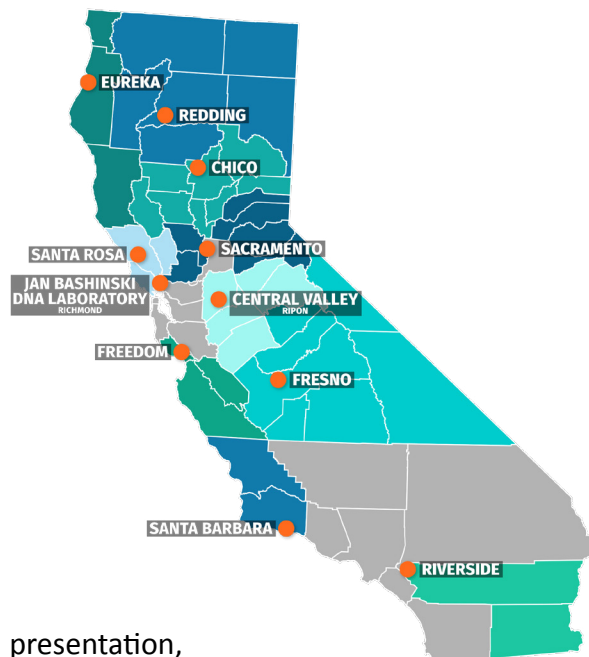 EUREKA
REDDING
CHICO
SANTA ROSA
SACRAMENTO
JAN BASHINSKI
DNA LABORATORY
RICHMOND
CENTRAL VALLEY
RIPON
FREEDOM
FRESNO
SANTA BARBARA
RIVERSIDE
presentation,